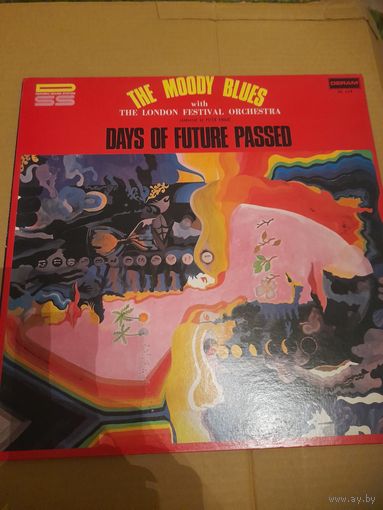 THE MOODY BLUES
DERAM
with
THE LONDON FESTIVAL ORCHESTRA
DAYS OF FUTURE PASSED
www.ay.by